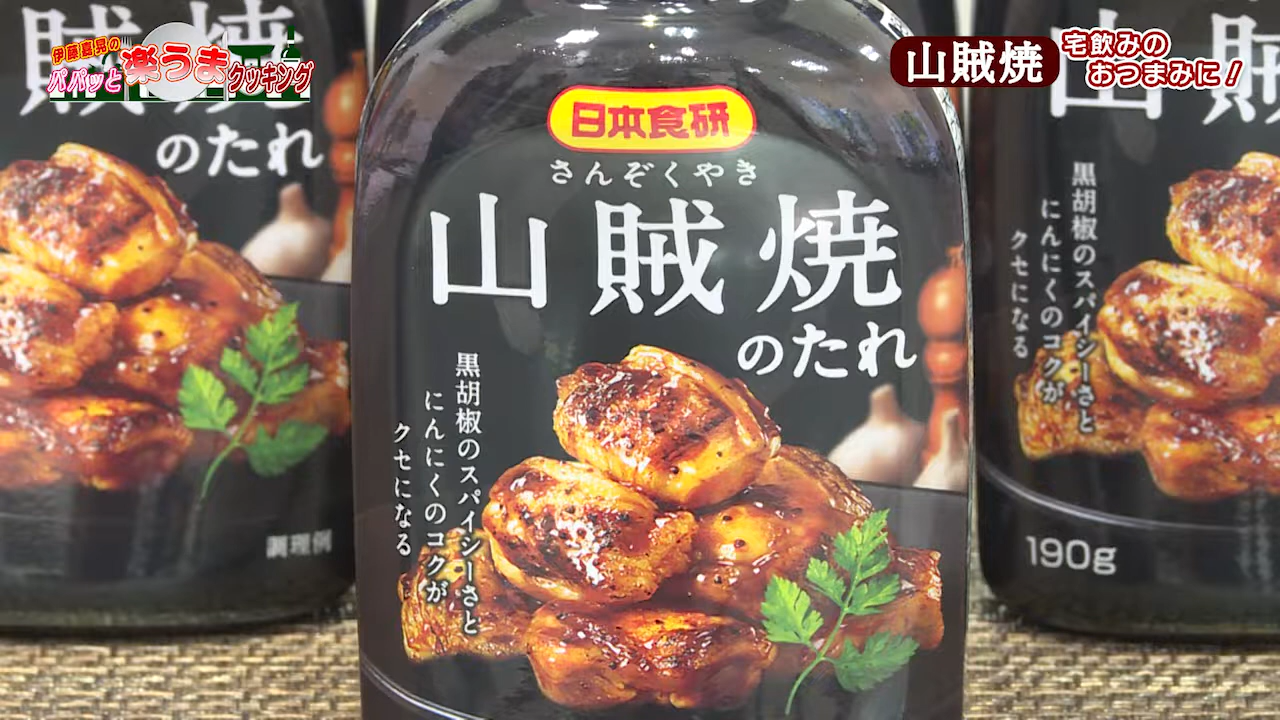 伊藤嘉晃の
パパッと楽うまクッキング
山賊焼
宅飲みの
おつまみに!
日本食研
さんぞくやき
山賊焼
のたれ
黒胡椒のスパイシーさと
にんにくのコクが
クセになる
山賊
のたれ
調理例
山賊
黒胡椒のスパイシーさと
にんにくのコクが
クセになる
190g